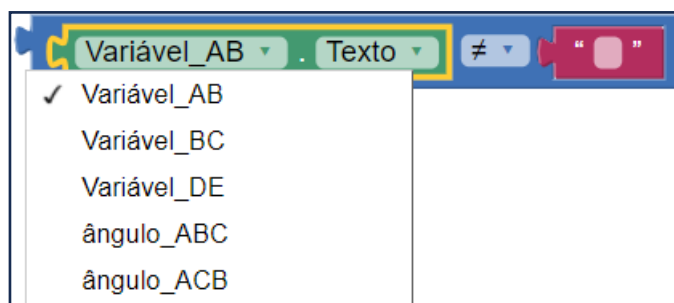 Variável_AB ▾ . Texto ▾ ≠ ▾ “ ”
✓ Variável_AB
Variável_BC
Variável_DE
ângulo_ABC
ângulo_ACB